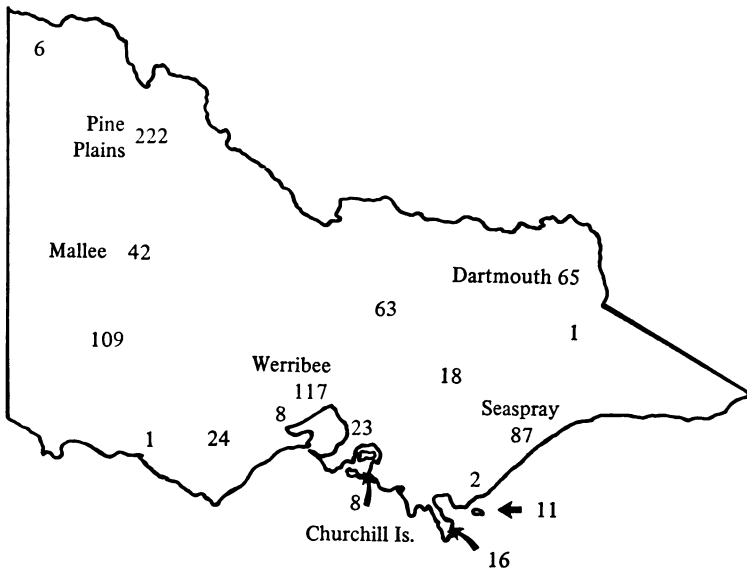 6
Pine
Plains 222
Mallee 42
Dartmouth 65
63
1
109
Werribee
117
18
8
Seaspray
87
1
24
23
2
8
11
Churchill Is.
16